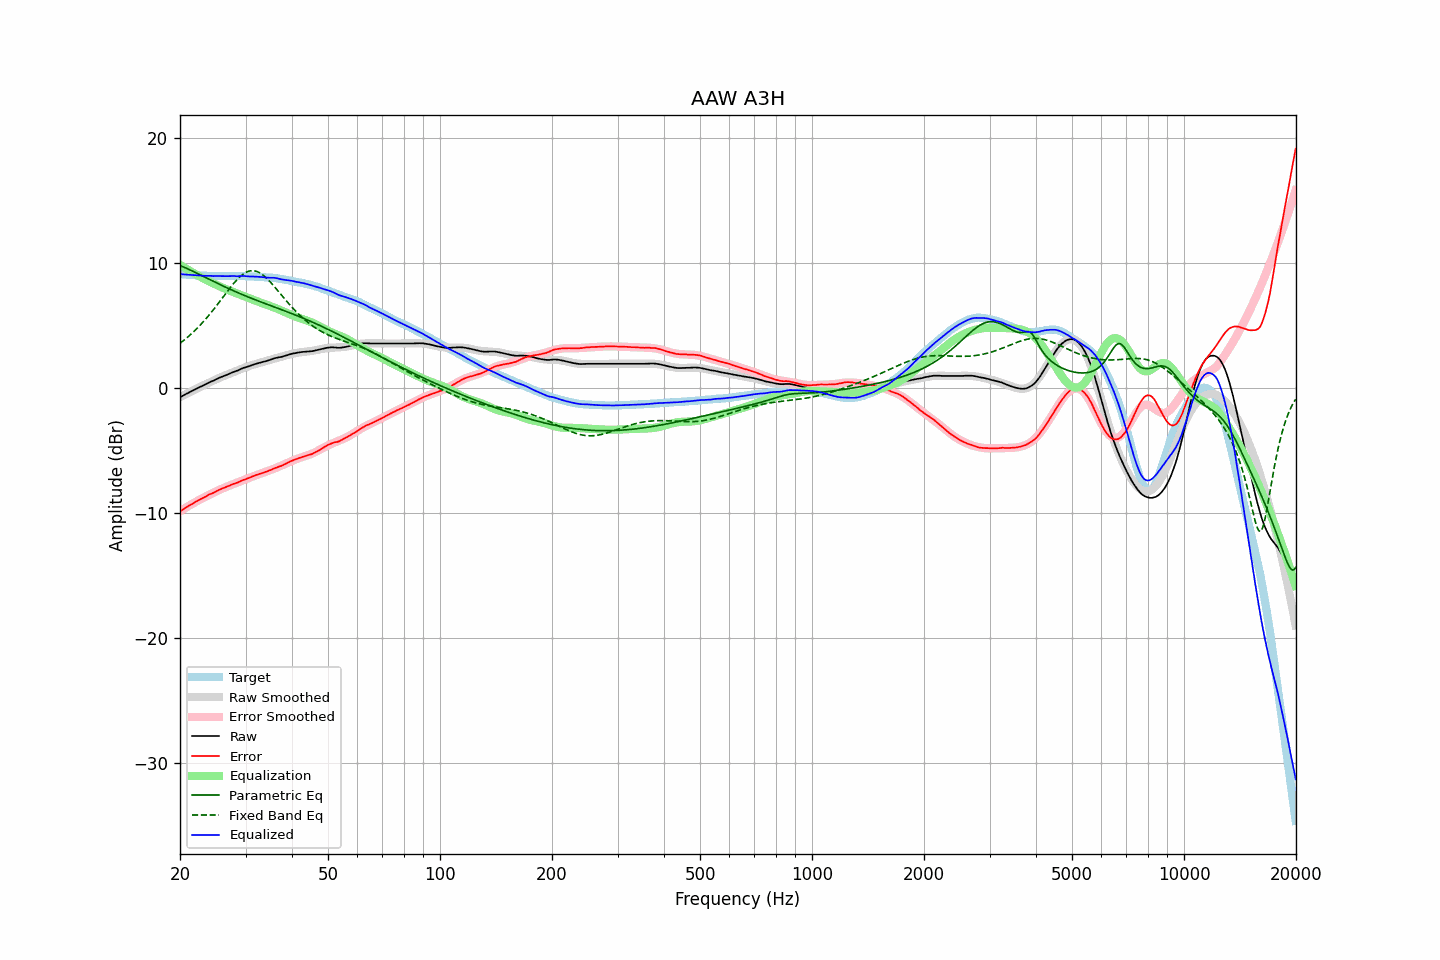 AAW A3H
20
10
0
−10
−20
−30
Amplitude (dBr)
Target
Raw Smoothed
Error Smoothed
Raw
Error
Equalization
Parametric Eq
Fixed Band Eq
Equalized
20 50 100 200 500 1000 2000 5000 10000 20000
Frequency (Hz)